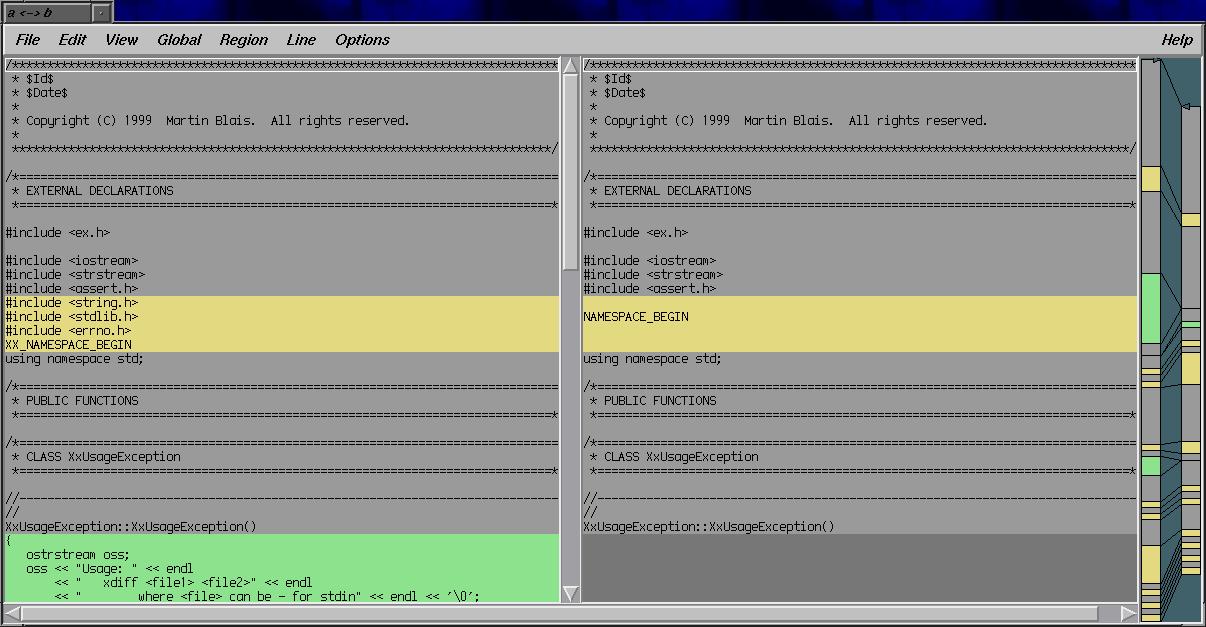 a <-> b
File Edit View Global Region Line Options Help
/******************************************************************************
 * $Id$
 * $Date$
 *
 * Copyright (C) 1999  Martin Blais.  All rights reserved.
 *
 *****************************************************************************/
/*=============================================================================
 * EXTERNAL DECLARATIONS
 *============================================================================*
#include <ex.h>
#include <iostream>
#include <strstream>
#include <assert.h>
#include <string.h>
#include <stdlib.h>
#include <errno.h>
XX_NAMESPACE_BEGIN
using namespace std;
/*=============================================================================
 * PUBLIC FUNCTIONS
 *============================================================================*
/*=============================================================================
 * CLASS XxUsageException
 *============================================================================*
//-----------------------------------------------------------------------------
//
XxUsageException::XxUsageException()
{
   ostrstream oss;
   oss << "Usage: " << endl
       << "   xdiff <file1> <file2>" << endl
       << "        where <file> can be - for stdin" << endl << '\0';
/******************************************************************************
 * $Id$
 * $Date$
 *
 * Copyright (C) 1999  Martin Blais.  All rights reserved.
 *
 *****************************************************************************/
/*=============================================================================
 * EXTERNAL DECLARATIONS
 *============================================================================*
#include <ex.h>
#include <iostream>
#include <strstream>
#include <assert.h>
NAMESPACE_BEGIN
using namespace std;
/*=============================================================================
 * PUBLIC FUNCTIONS
 *============================================================================*
/*=============================================================================
 * CLASS XxUsageException
 *============================================================================*
//-----------------------------------------------------------------------------
//
XxUsageException::XxUsageException()